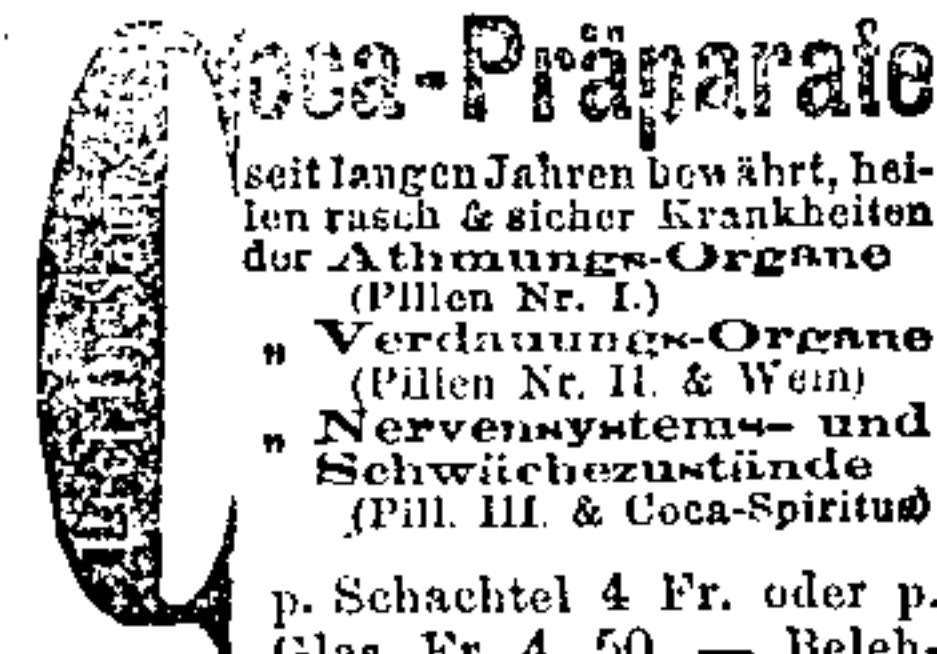 Coca-Präparate
seit langen Jahren bewährt, hei-
len rasch & sicher Krankheiten
der Athmungs-Organe
(Pillen Nr. I.)
" Verdauungs-Organe
(Pillen Nr. II. & Wein)
" Nervensystems- und
Schwächezustände
(Pill. III. & Coca-Spiritus)
p. Schachtel 4 Fr. oder p.
Glas Fr. 4. 50. — Beleh-